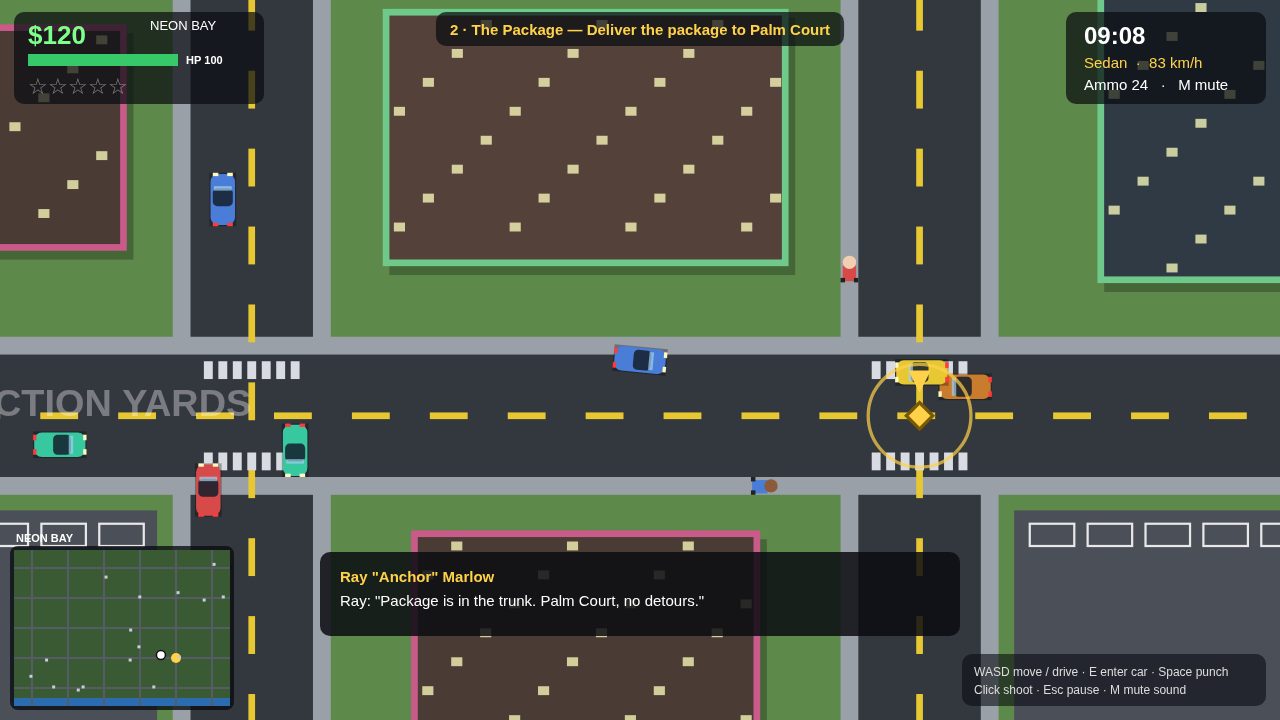 NEON BAY
$120
HP 100
☆☆☆☆☆
2 · The Package — Deliver the package to Palm Court
09:08
Sedan · 83 km/h
Ammo 24 · M mute
CTION YARDS
NEON BAY
Ray "Anchor" Marlow
Ray: "Package is in the trunk. Palm Court, no detours."
WASD move / drive · E enter car · Space punch
Click shoot · Esc pause · M mute sound